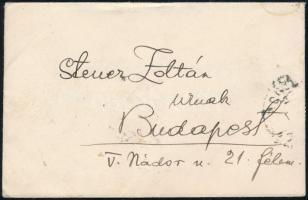 Steuer Zoltán
úrnak
Budapest
V. Nádor u. 21. félem.